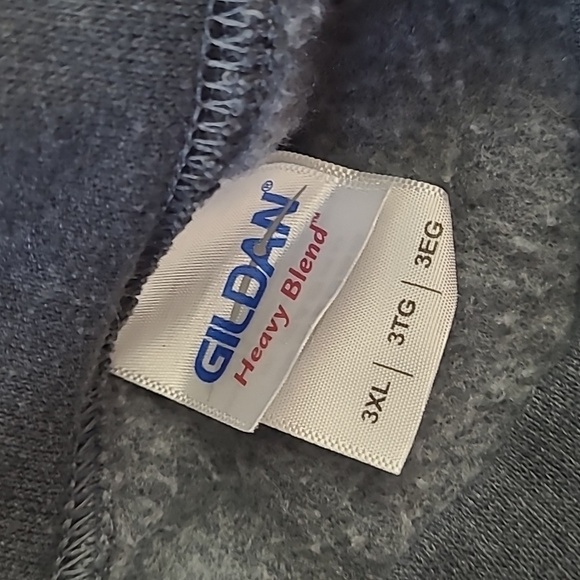 GILDAN®
Heavy Blend™
3XL | 3TG | 3EG